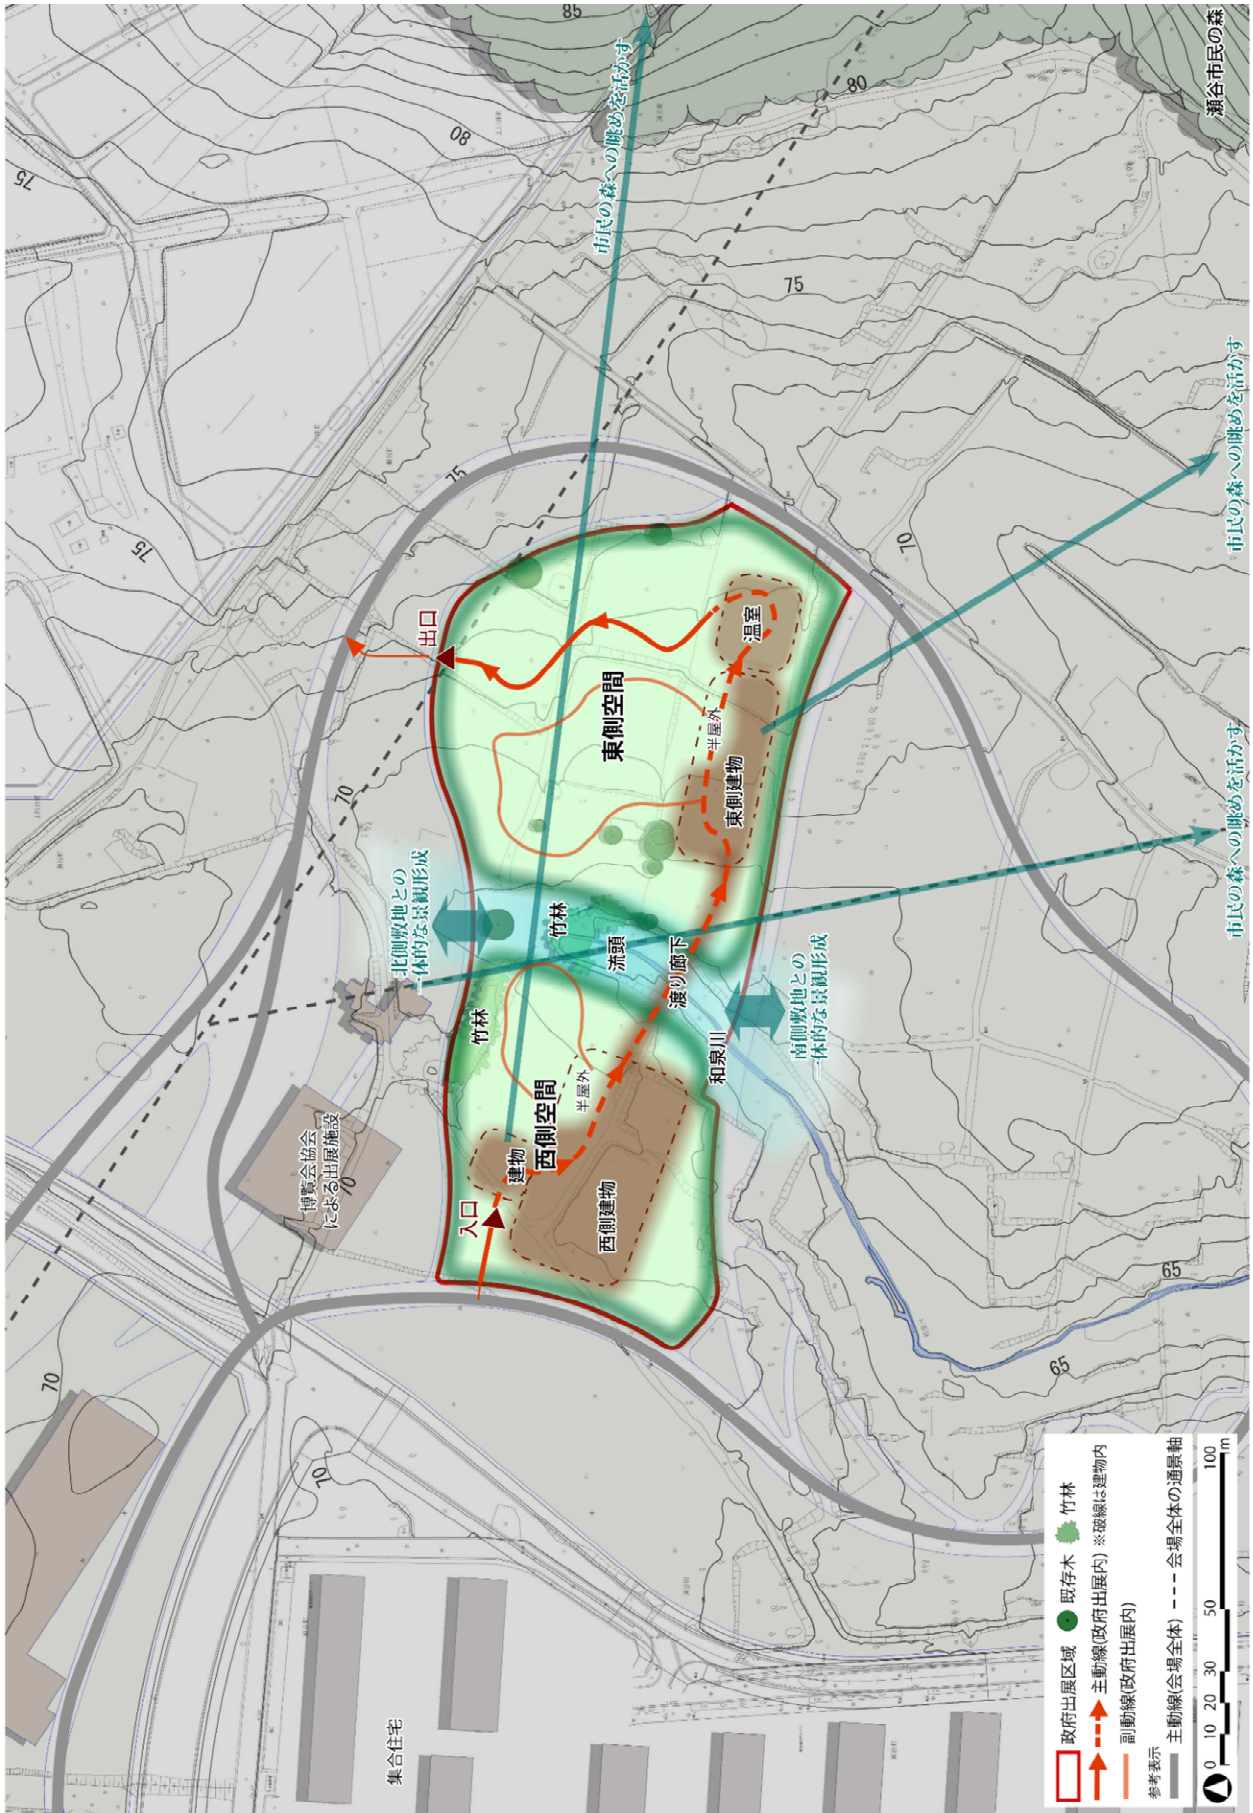 瀬谷市民の森
85
80
80
75
75
75
75
70
70
70
70
70
65
65
市民の森への眺めを活かす
市民の森への眺めを活かす
市民の森への眺めを活かす
出口
東側空間
温室
半屋外
東側建物
北側敷地との
一体的な景観形成
竹林
流頭
渡り廊下
竹林
和泉川
南側敷地との
一体的な景観形成
西側空間
半屋外
建物
入口
西側建物
博覧会協会
による出展施設
集合住宅
政府出展区域
既存木
竹林
主動線(政府出展内) ※破線は建物内
副動線(政府出展内)
参考表示
主動線(会場全体)
会場全体の通景軸
0 10 20 30 50 100
m